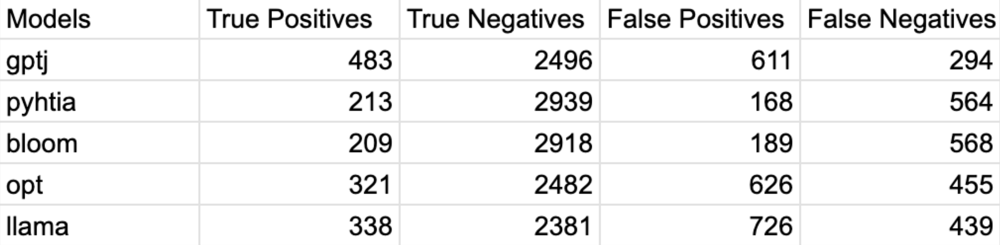 Models True Positives True Negatives False Positives False Negatives
gptj 483 2496 611 294
pyhtia 213 2939 168 564
bloom 209 2918 189 568
opt 321 2482 626 455
llama 338 2381 726 439